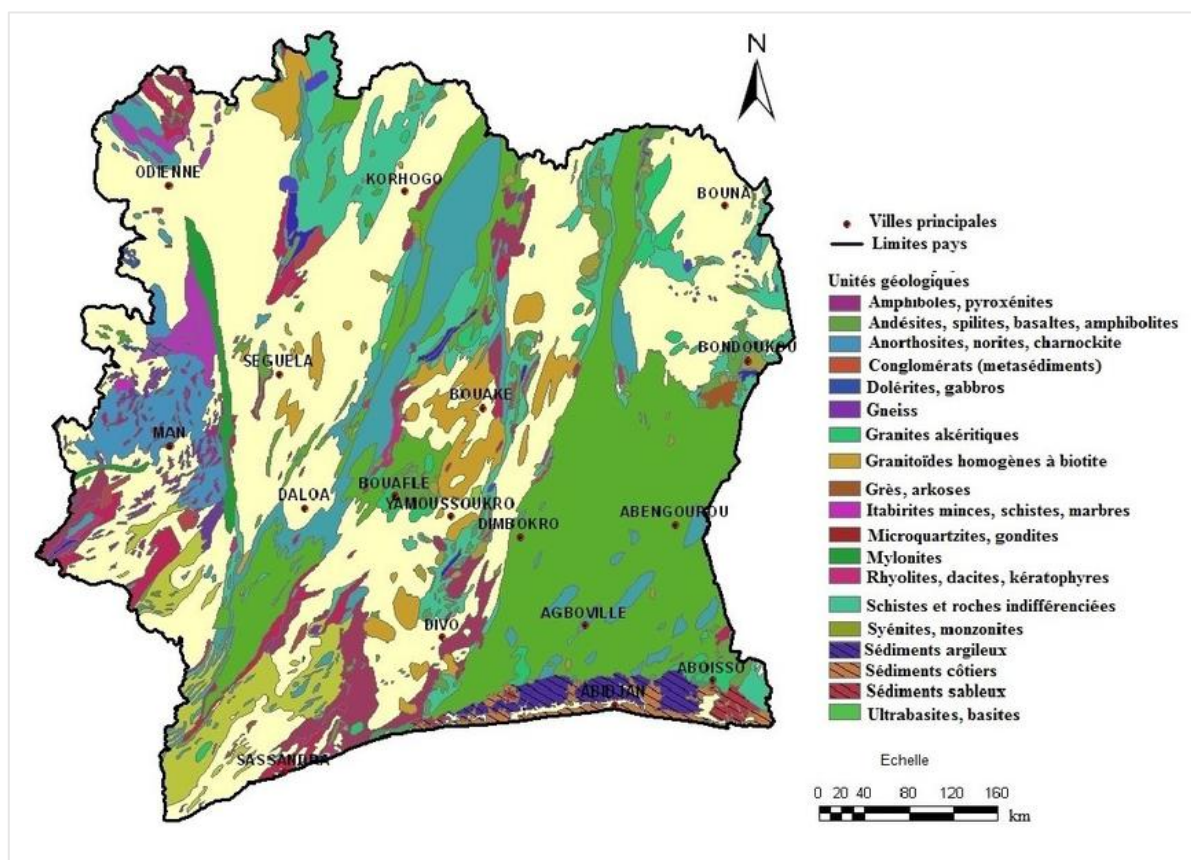 N
ODIENNE
KORHOGO
BOUNA
SEGUELA
BONDOUKOU
BOUAKE
MAN
BOUAFLE
DALOA
YAMOUSSOUKRO
DIMBOKRO
ABENGOUROU
AGBOVILLE
DIVO
ABOISSO
ABIDJAN
SASSANDRA
Villes principales
Limites pays
Unités géologiques
Amphiboles, pyroxénites
Andésites, spilites, basaltes, amphibolites
Anorthosites, norites, charnockite
Conglomérats (metasédiments)
Dolérites, gabbros
Gneiss
Granites akéritiques
Granitoïdes homogènes à biotite
Grès, arkoses
Itabirites minces, schistes, marbres
Microquartzites, gondites
Mylonites
Rhyolites, dacites, kératophyres
Schistes et roches indifférenciées
Syénites, monzonites
Sédiments argileux
Sédiments côtiers
Sédiments sableux
Ultrabasites, basites
Echelle
0 20 40 80 120 160
km